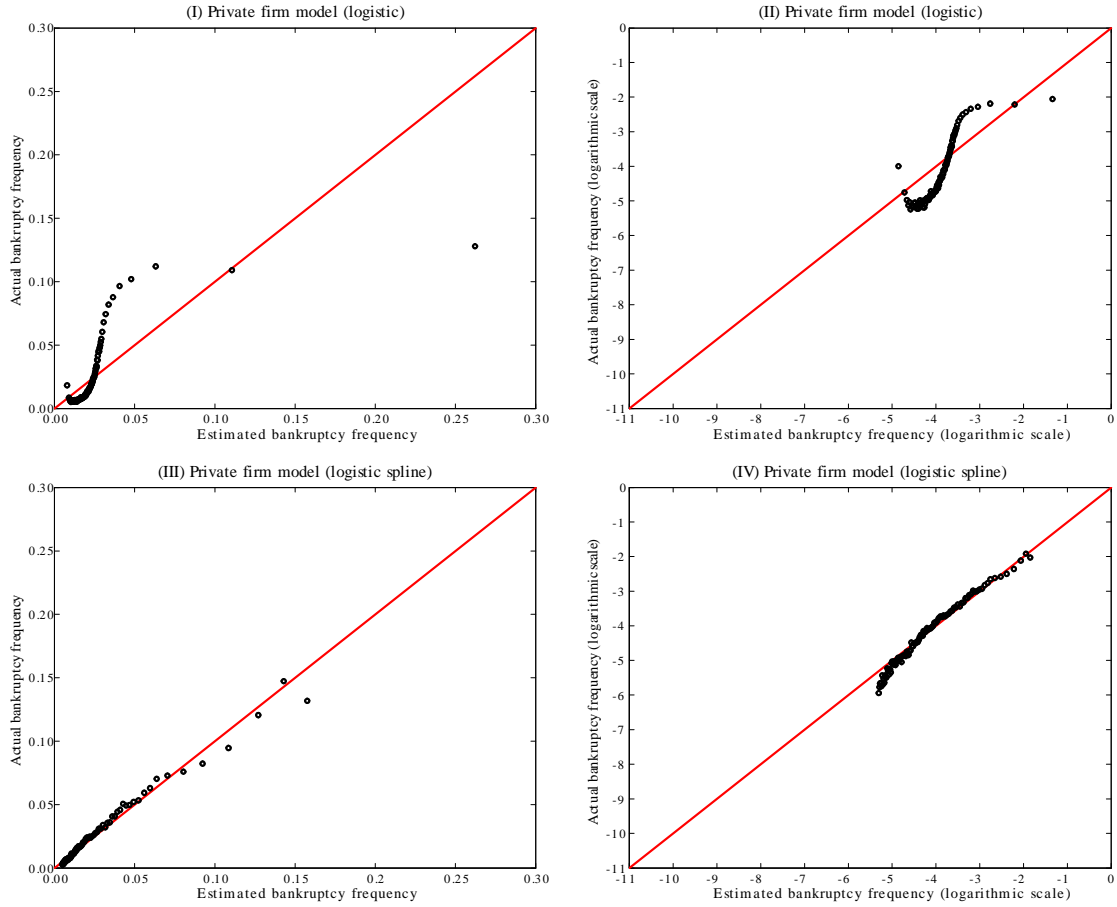 (I) Private firm model (logistic)
0.30
0.25
0.20
0.15
0.10
0.05
0.00
Actual bankruptcy frequency
0.00 0.05 0.10 0.15 0.20 0.25 0.30
Estimated bankruptcy frequency
(II) Private firm model (logistic)
0
-1
-2
-3
-4
-5
-6
-7
-8
-9
-10
-11
Actual bankruptcy frequency (logarithmic scale)
-11 -10 -9 -8 -7 -6 -5 -4 -3 -2 -1 0
Estimated bankruptcy frequency (logarithmic scale)
(III) Private firm model (logistic spline)
0.30
0.25
0.20
0.15
0.10
0.05
0.00
Actual bankruptcy frequency
0.00 0.05 0.10 0.15 0.20 0.25 0.30
Estimated bankruptcy frequency
(IV) Private firm model (logistic spline)
0
-1
-2
-3
-4
-5
-6
-7
-8
-9
-10
-11
Actual bankruptcy frequency (logarithmic scale)
-11 -10 -9 -8 -7 -6 -5 -4 -3 -2 -1 0
Estimated bankruptcy frequency (logarithmic scale)